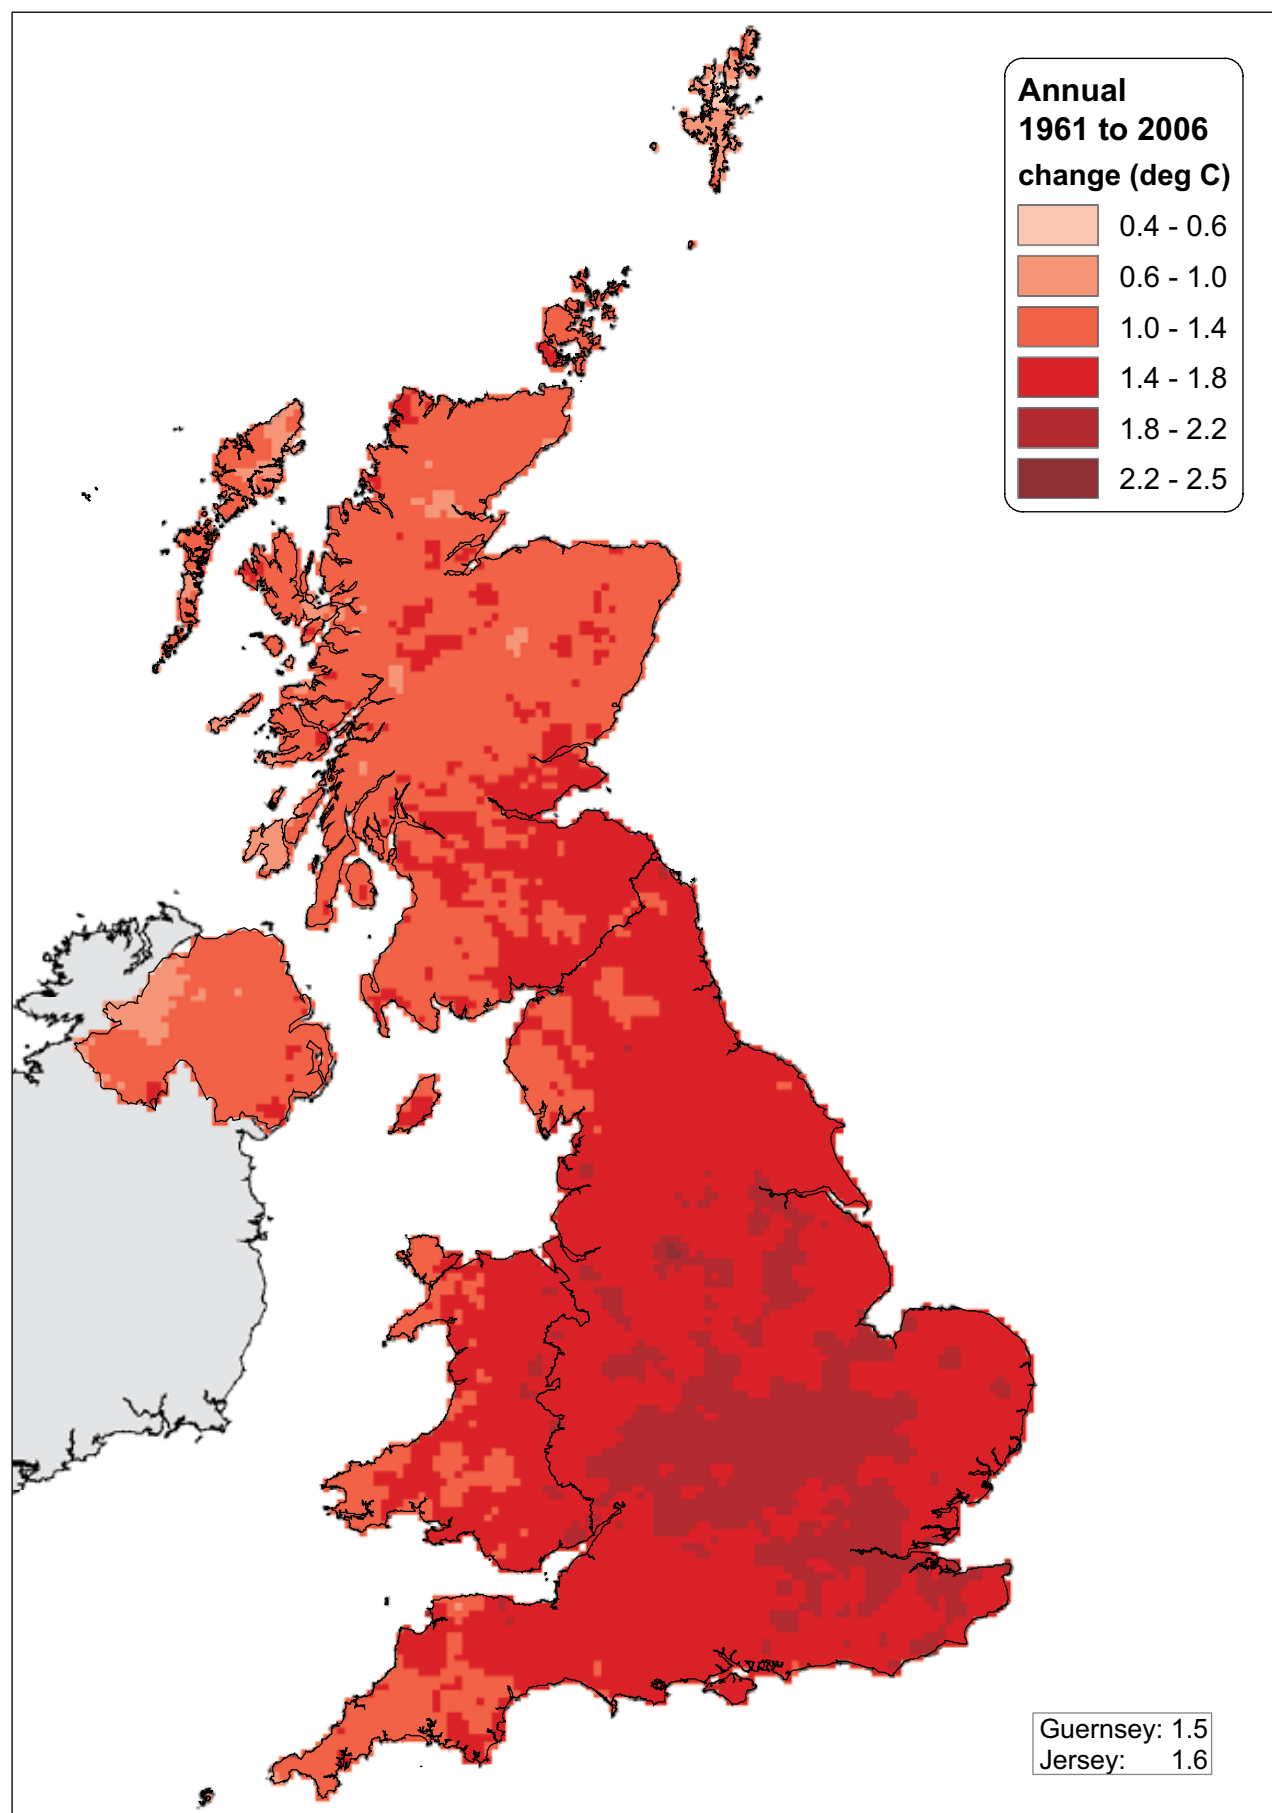 Annual
1961 to 2006
change (deg C)
0.4 - 0.6
0.6 - 1.0
1.0 - 1.4
1.4 - 1.8
1.8 - 2.2
2.2 - 2.5
Guernsey: 1.5
Jersey: 1.6